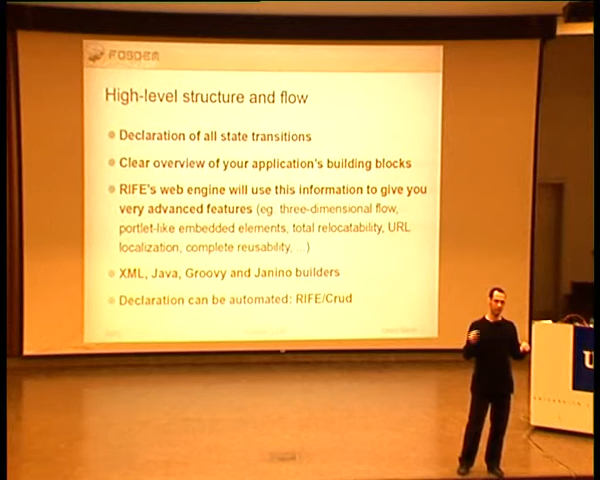 FOSDEM
High-level structure and flow
Declaration of all state transitions
Clear overview of your application's building blocks
RIFE's web engine will use this information to give you
very advanced features (eg. three-dimensional flow,
portlet-like embedded elements, total relocatability, URL
localization, complete reusability, ...)
XML, Java, Groovy and Janino builders
Declaration can be automated: RIFE/Crud
U